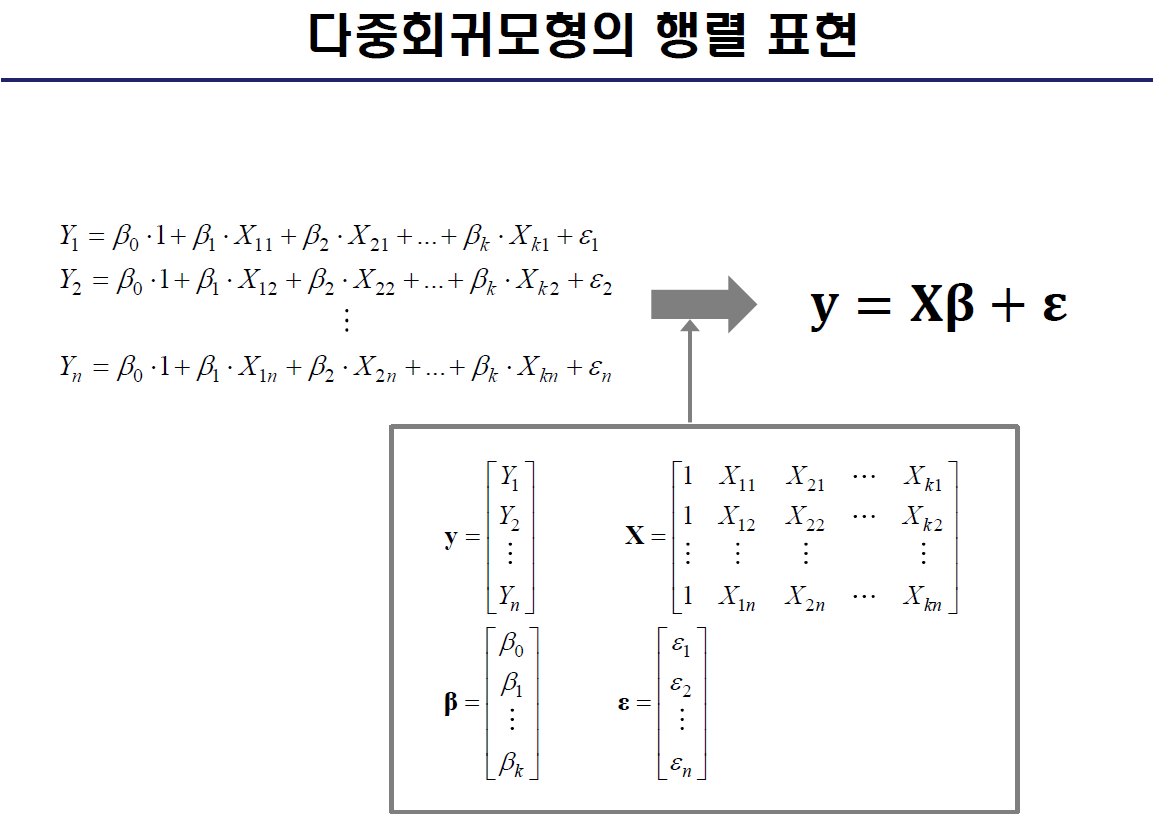 다중회귀모형의 행렬 표현
Y₁ = β₀ · 1 + β₁ · X₁₁ + β₂ · X₂₁ + ... + βₖ · Xₖ₁ + ε₁
Y₂ = β₀ · 1 + β₁ · X₁₂ + β₂ · X₂₂ + ... + βₖ · Xₖ₂ + ε₂
⋮
Yₙ = β₀ · 1 + β₁ · X₁ₙ + β₂ · X₂ₙ + ... + βₖ · Xₖₙ + εₙ
y = Xβ + ε
y = [Y₁ Y₂ ⋮ Yₙ]
X = [1 X₁₁ X₂₁ ⋯ Xₖ₁
1 X₁₂ X₂₂ ⋯ Xₖ₂
⋮ ⋮ ⋮ ⋮
1 X₁ₙ X₂ₙ ⋯ Xₖₙ]
β = [β₀ β₁ ⋮ βₖ]
ε = [ε₁ ε₂ ⋮ εₙ]